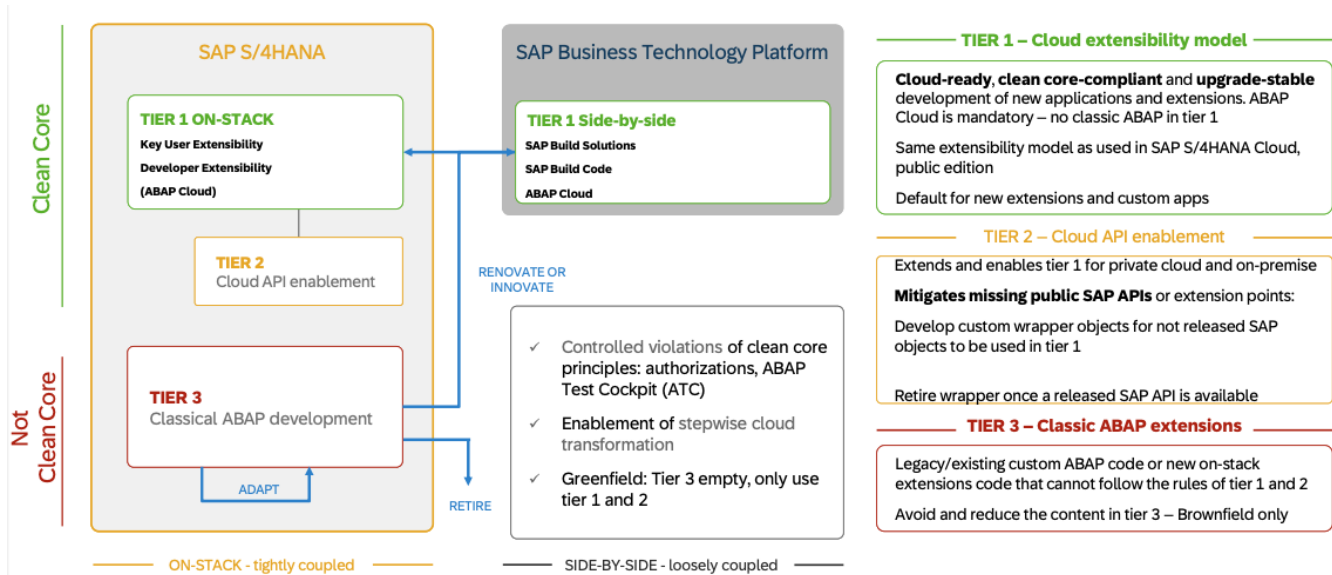 Clean Core
Not
Clean Core
SAP S/4HANA
TIER 1 ON-STACK
Key User Extensibility
Developer Extensibility
(ABAP Cloud)
TIER 2
Cloud API enablement
TIER 3
Classical ABAP development
ADAPT
RETIRE
RENOVATE OR
INNOVATE
ON-STACK - tightly coupled
SAP Business Technology Platform
TIER 1 Side-by-side
SAP Build Solutions
SAP Build Code
ABAP Cloud
✓ Controlled violations of clean core
principles: authorizations, ABAP
Test Cockpit (ATC)
✓ Enablement of stepwise cloud
transformation
✓ Greenfield: Tier 3 empty, only use
tier 1 and 2
SIDE-BY-SIDE - loosely coupled
TIER 1 – Cloud extensibility model
Cloud-ready, clean core-compliant and upgrade-stable
development of new applications and extensions. ABAP
Cloud is mandatory – no classic ABAP in tier 1
Same extensibility model as used in SAP S/4HANA Cloud,
public edition
Default for new extensions and custom apps
TIER 2 – Cloud API enablement
Extends and enables tier 1 for private cloud and on-premise
Mitigates missing public SAP APIs or extension points:
Develop custom wrapper objects for not released SAP
objects to be used in tier 1
Retire wrapper once a released SAP API is available
TIER 3 – Classic ABAP extensions
Legacy/existing custom ABAP code or new on-stack
extensions code that cannot follow the rules of tier 1 and 2
Avoid and reduce the content in tier 3 – Brownfield only